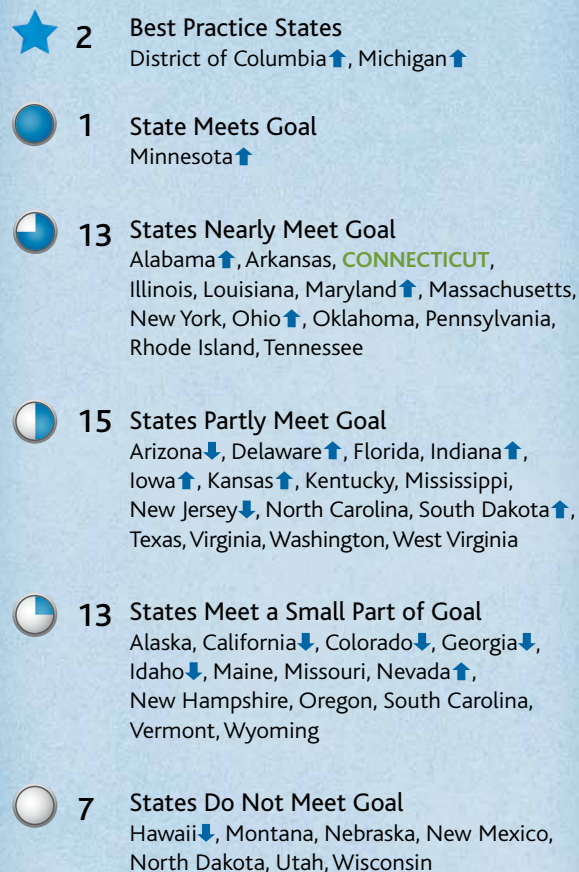 2 Best Practice States
District of Columbia⬆, Michigan⬆
1 State Meets Goal
Minnesota⬆
13 States Nearly Meet Goal
Alabama⬆, Arkansas, CONNECTICUT,
Illinois, Louisiana, Maryland⬆, Massachusetts,
New York, Ohio⬆, Oklahoma, Pennsylvania,
Rhode Island, Tennessee
15 States Partly Meet Goal
Arizona⬇, Delaware⬆, Florida, Indiana⬆,
Iowa⬆, Kansas⬆, Kentucky, Mississippi,
New Jersey⬇, North Carolina, South Dakota⬆,
Texas, Virginia, Washington, West Virginia
13 States Meet a Small Part of Goal
Alaska, California⬇, Colorado⬇, Georgia⬇,
Idaho⬇, Maine, Missouri, Nevada⬆,
New Hampshire, Oregon, South Carolina,
Vermont, Wyoming
7 States Do Not Meet Goal
Hawaii⬇, Montana, Nebraska, New Mexico,
North Dakota, Utah, Wisconsin